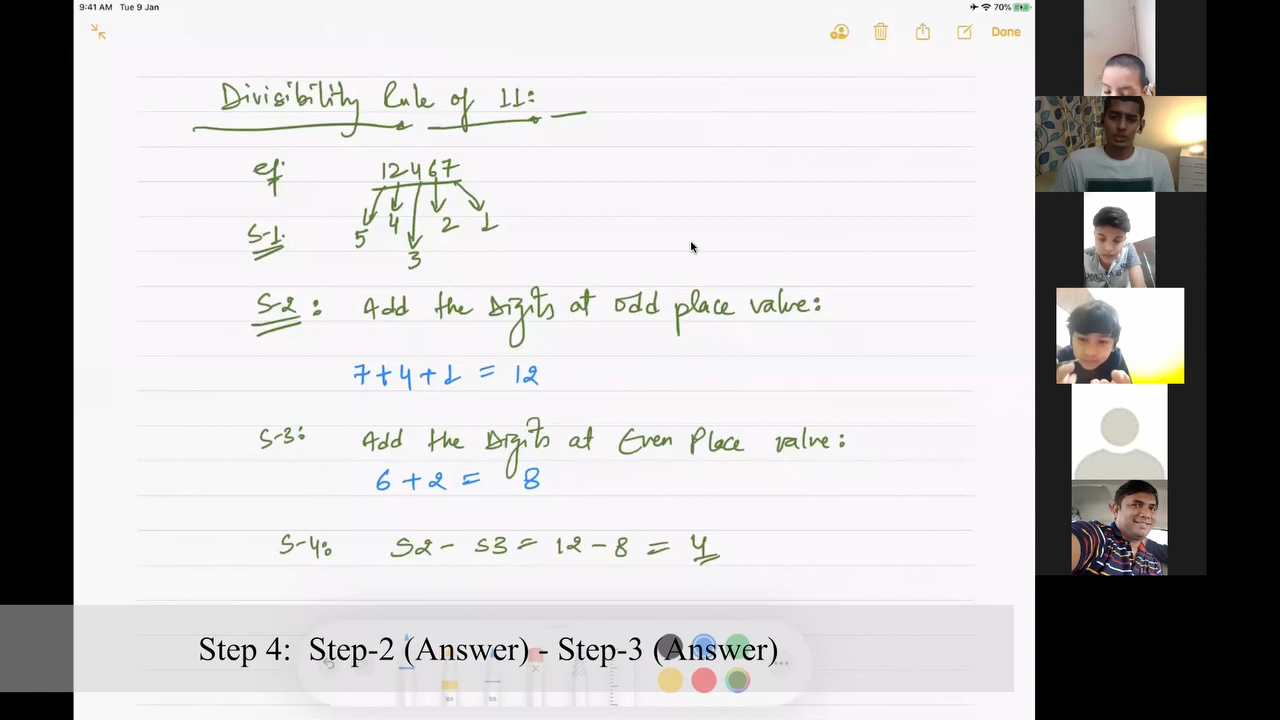 9:41 AM Tue 9 Jan
70%
Done
Divisibility Rule of 11:
eg: 12467
S-1: 5 4 3 2 1
S-2: Add the Digits at odd place value:
7+4+1 = 12
S-3: Add the Digits at Even Place value:
6+2 = 8
S-4: S2 - S3 = 12 - 8 = 4
Step 4: Step-2 (Answer) - Step-3 (Answer)